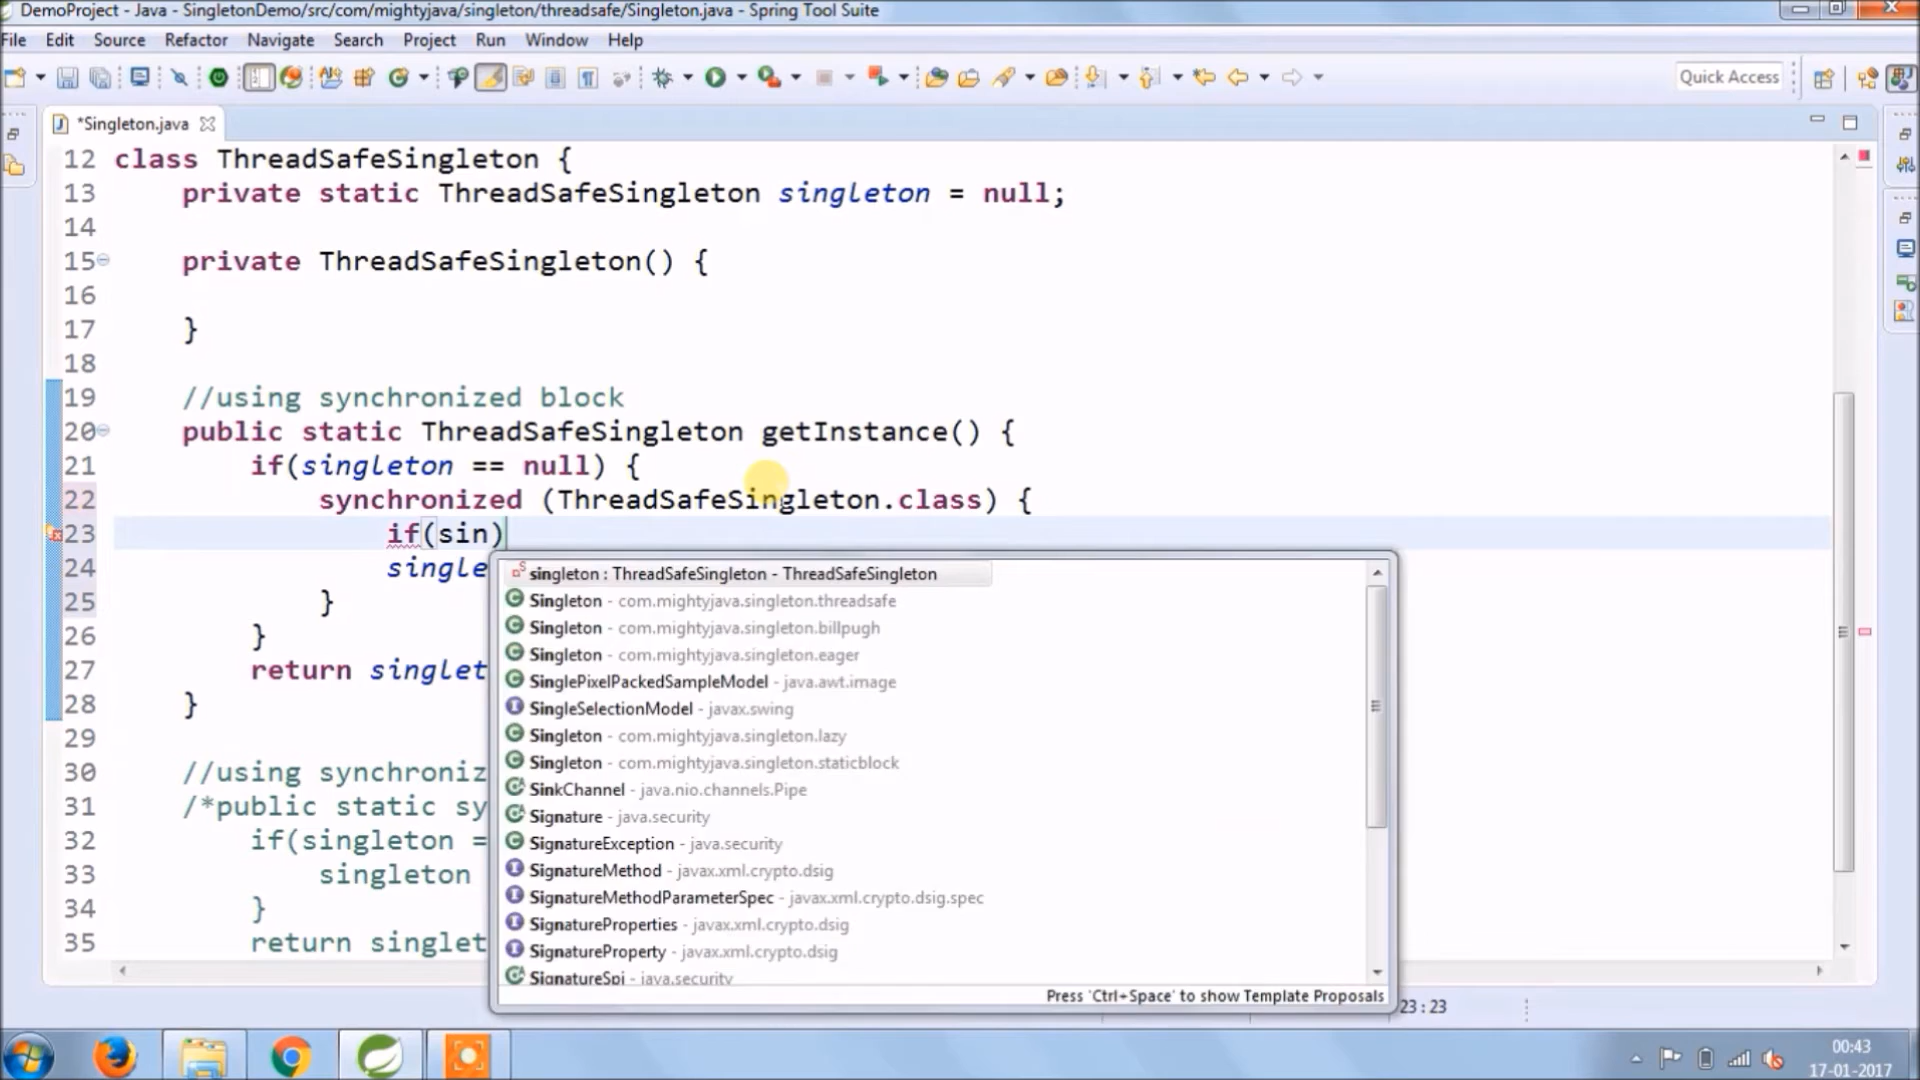 DemoProject - Java - SingletonDemo/src/com/mightyjava/singleton/threadsafe/Singleton.java - Spring Tool Suite
File Edit Source Refactor Navigate Search Project Run Window Help
Quick Access
*Singleton.java
12 class ThreadSafeSingleton {
13 private static ThreadSafeSingleton singleton = null;
14
15 private ThreadSafeSingleton() {
16
17 }
18
19 //using synchronized block
20 public static ThreadSafeSingleton getInstance() {
21 if(singleton == null) {
22 synchronized (ThreadSafeSingleton.class) {
23 if(sin)
24 single
25 }
26 }
27 return singlet
28 }
29
30 //using synchroniz
31 /*public static sy
32 if(singleton =
33 singleton
34 }
35 return singlet
singleton : ThreadSafeSingleton - ThreadSafeSingleton
Singleton - com.mightyjava.singleton.threadsafe
Singleton - com.mightyjava.singleton.billpugh
Singleton - com.mightyjava.singleton.eager
SinglePixelPackedSampleModel - java.awt.image
SingleSelectionModel - javax.swing
Singleton - com.mightyjava.singleton.lazy
Singleton - com.mightyjava.singleton.staticblock
SinkChannel - java.nio.channels.Pipe
Signature - java.security
SignatureException - java.security
SignatureMethod - javax.xml.crypto.dsig
SignatureMethodParameterSpec - javax.xml.crypto.dsig.spec
SignatureProperties - javax.xml.crypto.dsig
SignatureProperty - javax.xml.crypto.dsig
SignatureSpi - java.security
Press 'Ctrl+Space' to show Template Proposals
23 : 23
00:43
17-01-2017